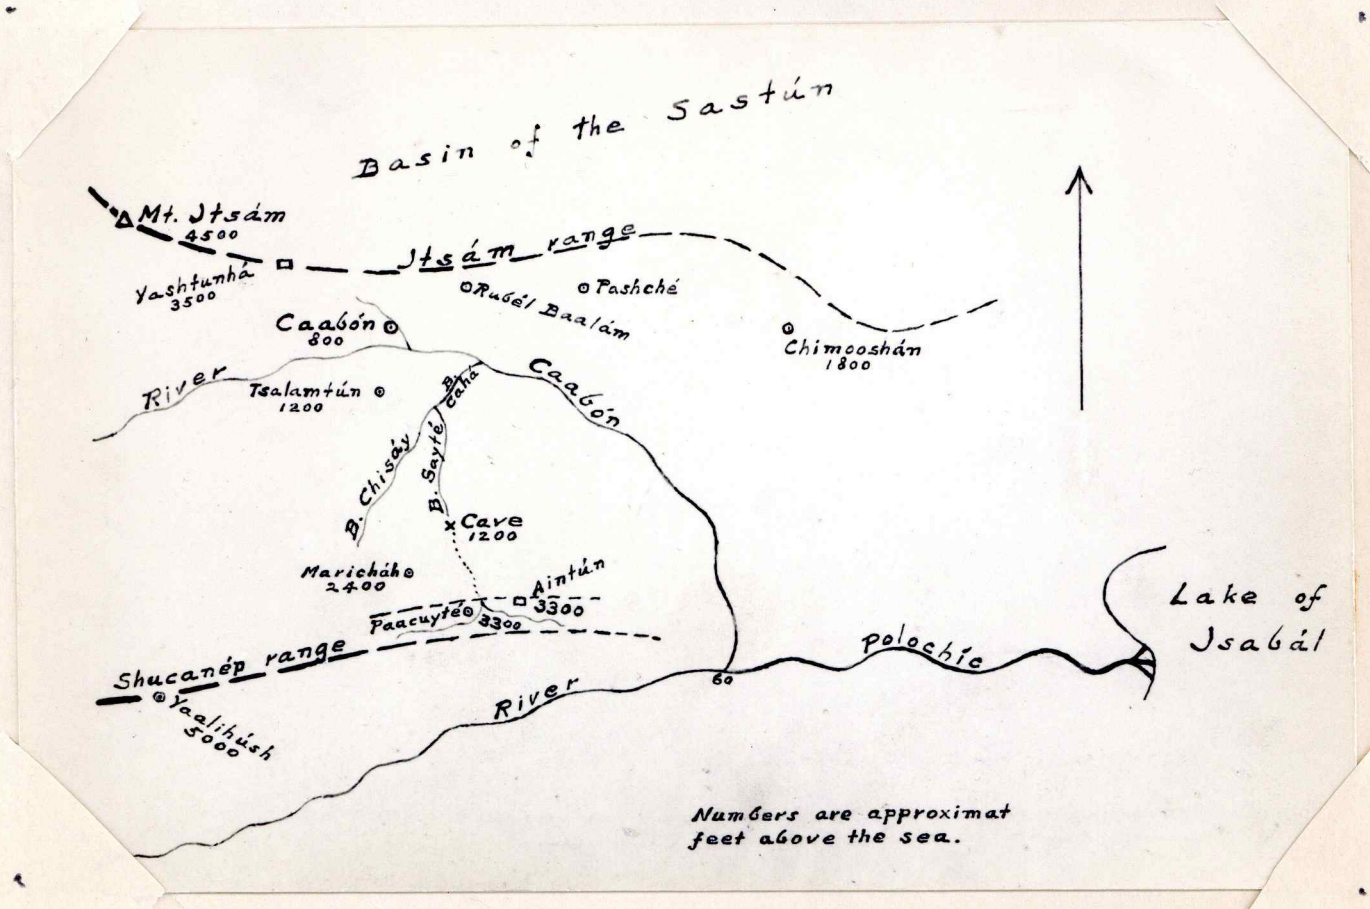 Basin of the Sastún
Mt. Itsám
4500
Itsám range
Yashtunhá
3500
Rubél Baalám
Pashché
Caabón
800
Chimooshán
1800
River
Caabón
Tsalamtún
1200
B. Cahá
B. Chisáy
B. Sayté
Cave
1200
Maricháh
2400
Aintún
3300
Paacuyté
3300
Lake of
Isabál
Shucanép range
Polochíc
Yaalihúsh
5000
River
60
Numbers are approximat
feet above the sea.